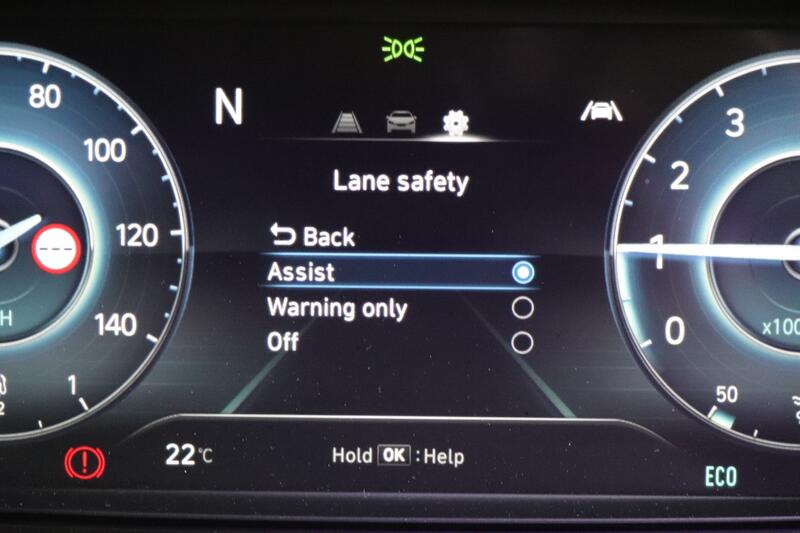 80
100
120
140
1
N
Lane safety
Back
Assist
Warning only
Off
22°C
Hold OK : Help
3
2
1
0
x100
50
ECO
---
H
2